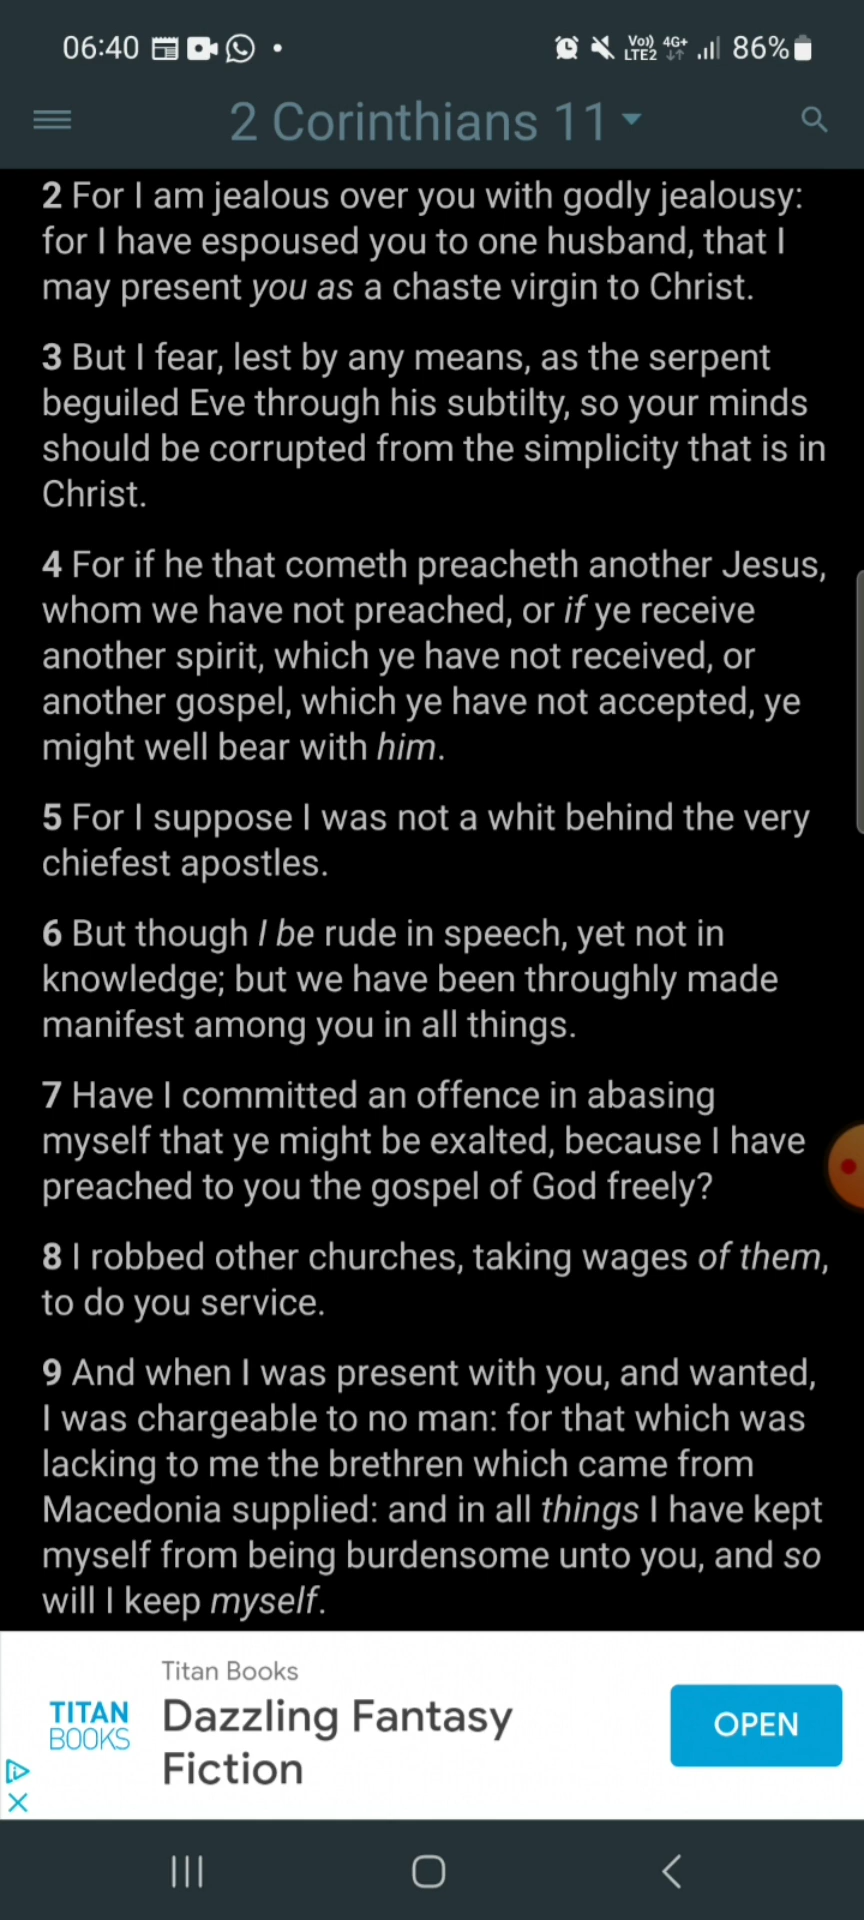 06:40
Vo)) 4G+ 86%
LTE2
2 Corinthians 11
2 For I am jealous over you with godly jealousy:
for I have espoused you to one husband, that I
may present you as a chaste virgin to Christ.
3 But I fear, lest by any means, as the serpent
beguiled Eve through his subtilty, so your minds
should be corrupted from the simplicity that is in
Christ.
4 For if he that cometh preacheth another Jesus,
whom we have not preached, or if ye receive
another spirit, which ye have not received, or
another gospel, which ye have not accepted, ye
might well bear with him.
5 For I suppose I was not a whit behind the very
chiefest apostles.
6 But though I be rude in speech, yet not in
knowledge; but we have been throughly made
manifest among you in all things.
7 Have I committed an offence in abasing
myself that ye might be exalted, because I have
preached to you the gospel of God freely?
8 I robbed other churches, taking wages of them,
to do you service.
9 And when I was present with you, and wanted,
I was chargeable to no man: for that which was
lacking to me the brethren which came from
Macedonia supplied: and in all things I have kept
myself from being burdensome unto you, and so
will I keep myself.
Titan Books
TITAN
BOOKS
Dazzling Fantasy
Fiction
OPEN